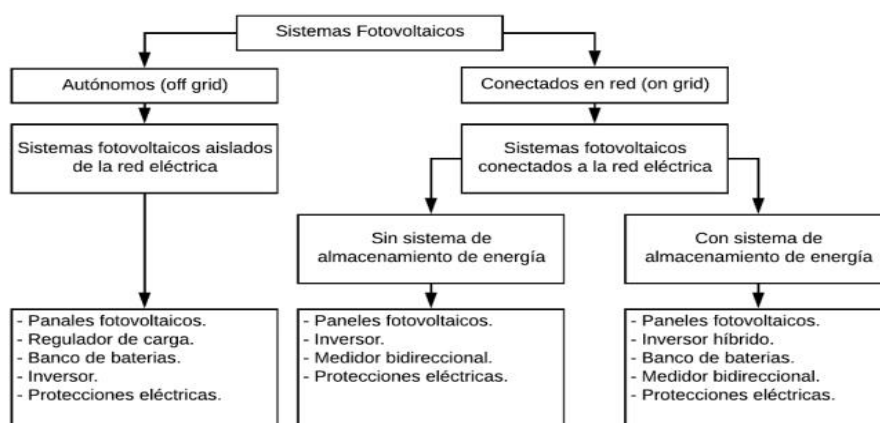 Sistemas Fotovoltaicos
Autónomos (off grid)
Conectados en red (on grid)
Sistemas fotovoltaicos aislados
de la red eléctrica
Sistemas fotovoltaicos
conectados a la red eléctrica
Sin sistema de
almacenamiento de energía
Con sistema de
almacenamiento de energía
- Panales fotovoltaicos.
- Regulador de carga.
- Banco de baterias.
- Inversor.
- Protecciones eléctricas.
- Paneles fotovoltaicos.
- Inversor.
- Medidor bidireccional.
- Protecciones eléctricas.
- Paneles fotovoltaicos.
- Inversor híbrido.
- Banco de baterias.
- Medidor bidireccional.
- Protecciones eléctricas.